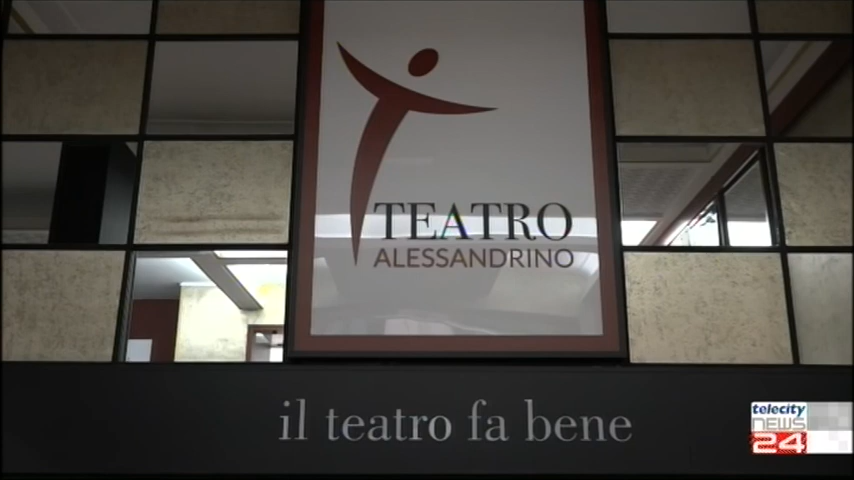 TEATRO
ALESSANDRINO
il teatro fa bene
telecity
NEWS
24